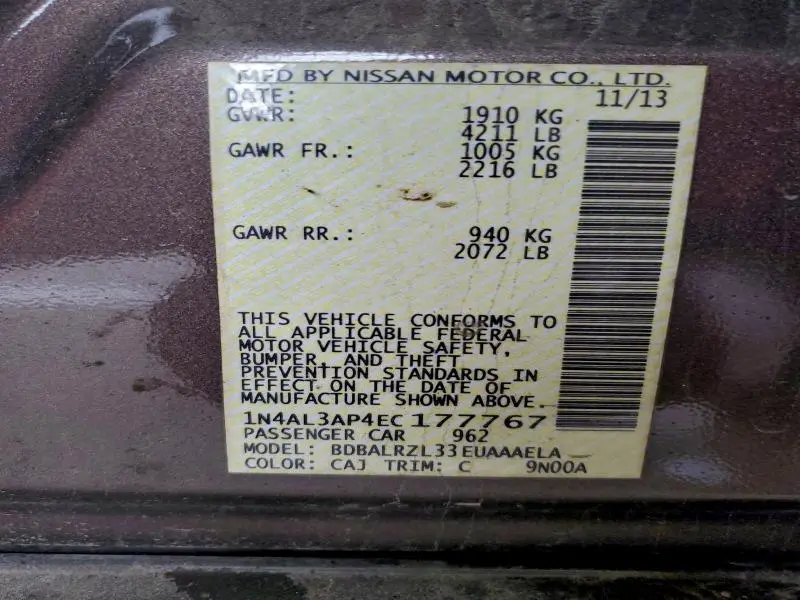 MFD BY NISSAN MOTOR CO., LTD.
DATE: 11/13
GVWR: 1910 KG
4211 LB
GAWR FR.: 1005 KG
2216 LB
GAWR RR.: 940 KG
2072 LB
THIS VEHICLE CONFORMS TO
ALL APPLICABLE FEDERAL
MOTOR VEHICLE SAFETY,
BUMPER, AND THEFT
PREVENTION STANDARDS IN
EFFECT ON THE DATE OF
MANUFACTURE SHOWN ABOVE.
1N4AL3AP4EC177767
PASSENGER CAR 962
MODEL: BDBALRZL33EUAAAELA
COLOR: CAJ TRIM: C 9N00A